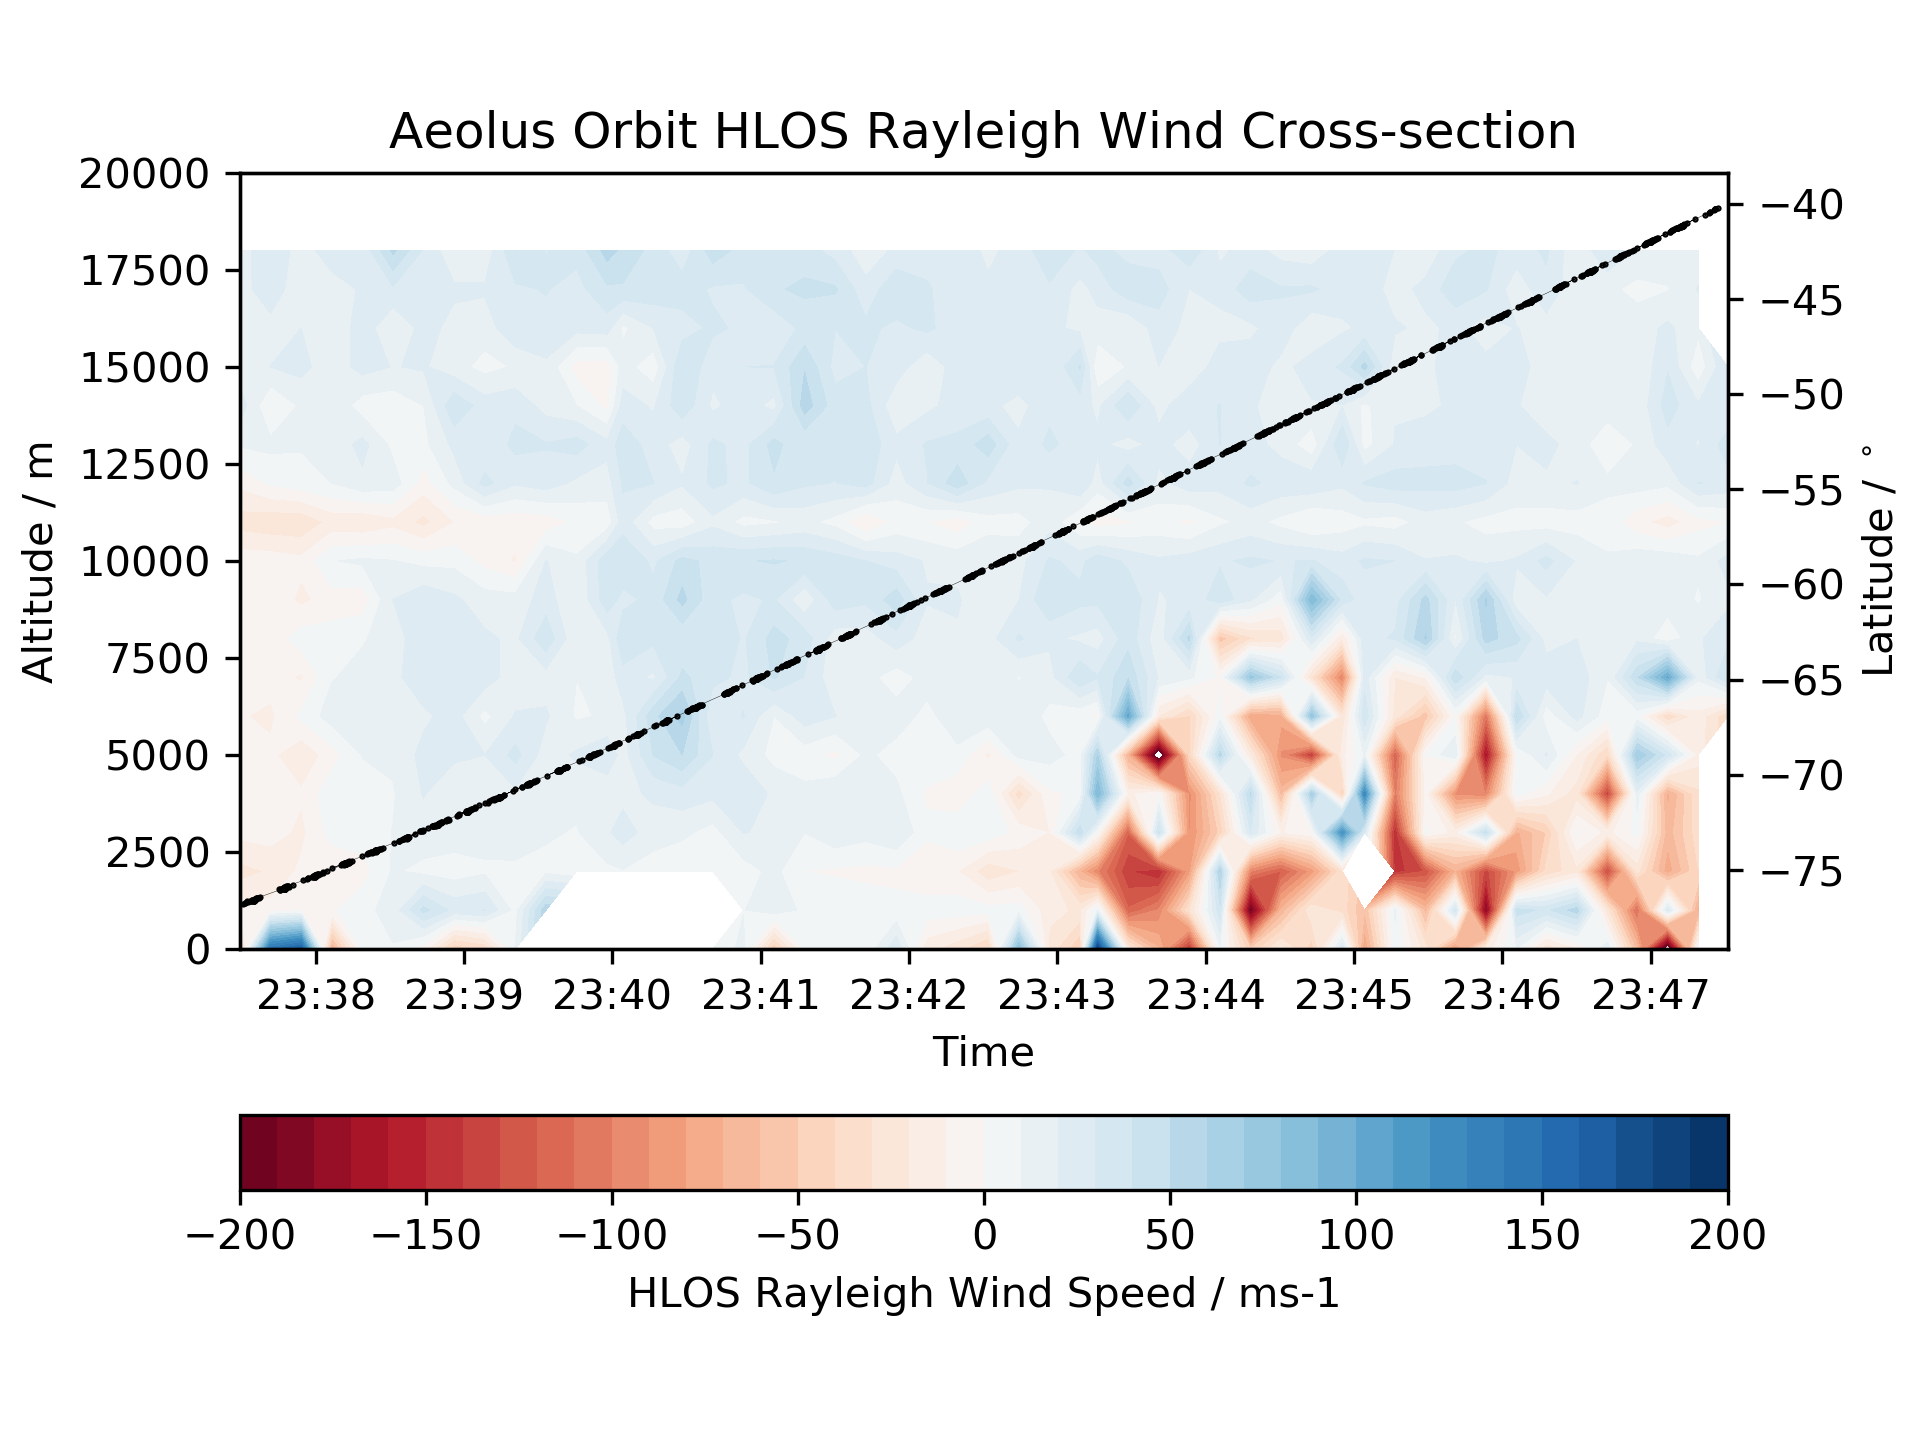 Aeolus Orbit HLOS Rayleigh Wind Cross-section
20000
17500
15000
12500
10000
7500
5000
2500
0
Altitude / m
−40
−45
−50
−55
−60
−65
−70
−75
Latitude / °
23:38 23:39 23:40 23:41 23:42 23:43 23:44 23:45 23:46 23:47
Time
−200 −150 −100 −50 0 50 100 150 200
HLOS Rayleigh Wind Speed / ms-1